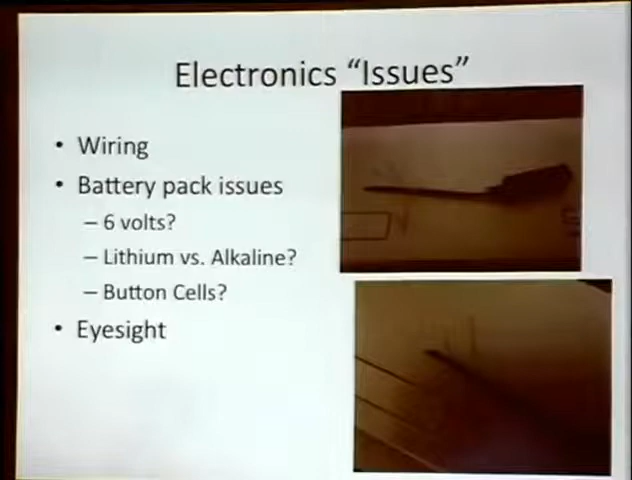 Electronics “Issues”
• Wiring
• Battery pack issues
– 6 volts?
– Lithium vs. Alkaline?
– Button Cells?
• Eyesight